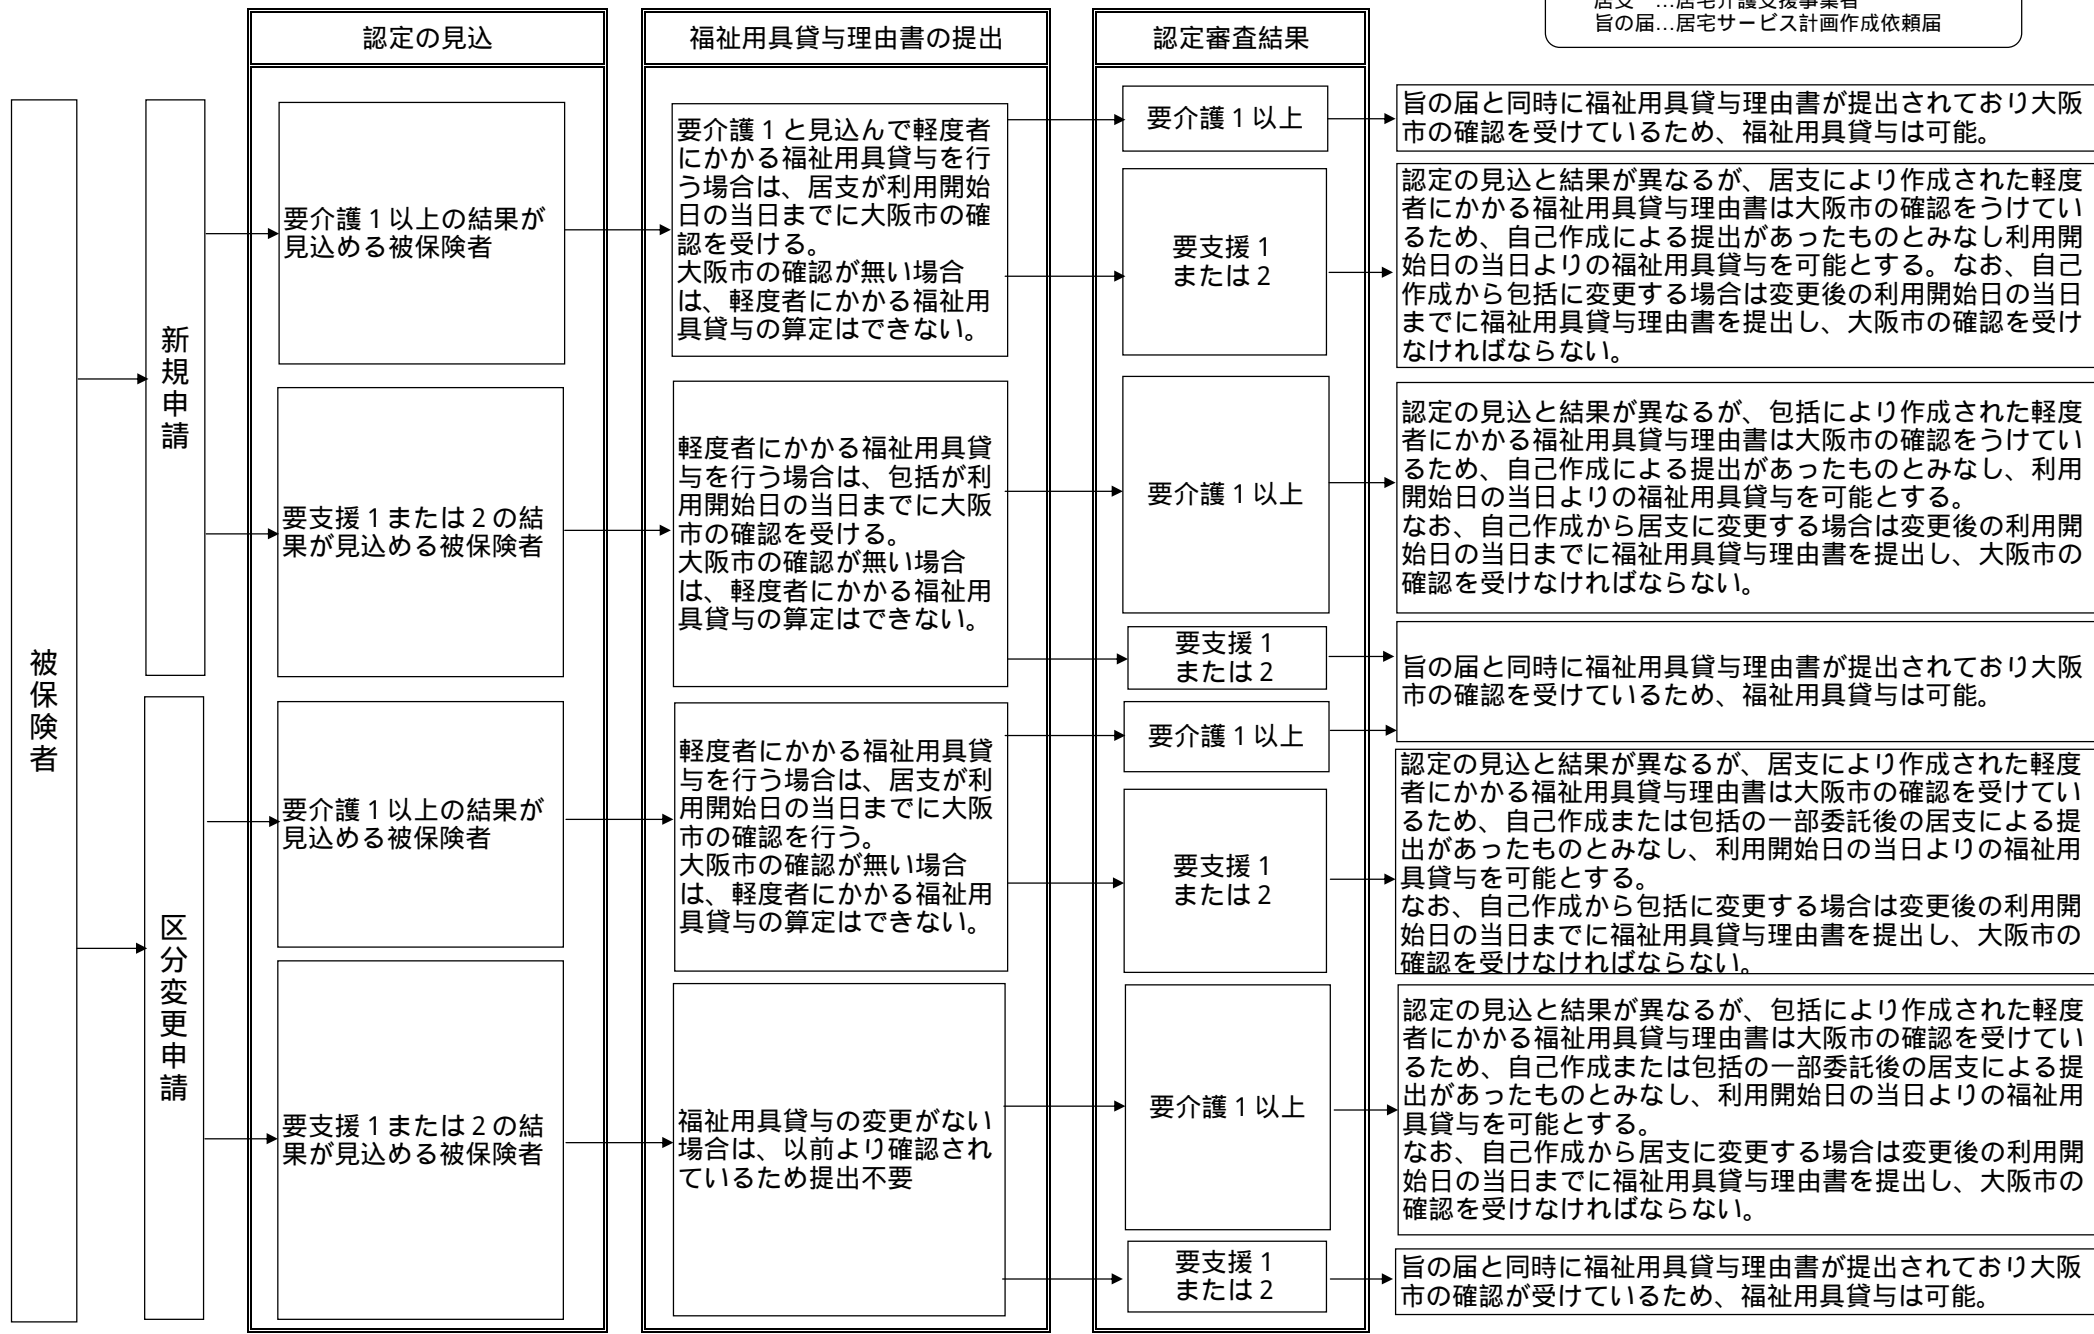 居支　…居宅介護支援事業者
旨の届…居宅サービス計画作成依頼届
認定の見込
福祉用具貸与理由書の提出
認定審査結果
被保険者
新規申請
要介護１以上の結果が
見込める被保険者
要介護１と見込んで軽度者
にかかる福祉用具貸与を行
う場合は、居支が利用開始
日の当日までに大阪市の確
認を受ける。
大阪市の確認が無い場合
は、軽度者にかかる福祉用
具貸与の算定はできない。
要介護１以上
旨の届と同時に福祉用具貸与理由書が提出されており大阪
市の確認を受けているため、福祉用具貸与は可能。
要支援１
または２
認定の見込と結果が異なるが、居支により作成された軽度
者にかかる福祉用具貸与理由書は大阪市の確認をうけてい
るため、自己作成による提出があったものとみなし利用開
始日の当日よりの福祉用具貸与を可能とする。なお、自己
作成から包括に変更する場合は変更後の利用開始日の当日
までに福祉用具貸与理由書を提出し、大阪市の確認を受け
なければならない。
要支援１または２の結
果が見込める被保険者
軽度者にかかる福祉用具貸
与を行う場合は、包括が利
用開始日の当日までに大阪
市の確認を受ける。
大阪市の確認が無い場合
は、軽度者にかかる福祉用
具貸与の算定はできない。
要介護１以上
認定の見込と結果が異なるが、包括により作成された軽度
者にかかる福祉用具貸与理由書は大阪市の確認をうけてい
るため、自己作成による提出があったものとみなし、利用
開始日の当日よりの福祉用具貸与を可能とする。
なお、自己作成から居支に変更する場合は変更後の利用開
始日の当日までに福祉用具貸与理由書を提出し、大阪市の
確認を受けなければならない。
要支援１
または２
旨の届と同時に福祉用具貸与理由書が提出されており大阪
市の確認を受けているため、福祉用具貸与は可能。
区分変更申請
要介護１以上の結果が
見込める被保険者
軽度者にかかる福祉用具貸
与を行う場合は、居支が利
用開始日の当日までに大阪
市の確認を行う。
大阪市の確認が無い場合
は、軽度者にかかる福祉用
具貸与の算定はできない。
要介護１以上
要支援１
または２
認定の見込と結果が異なるが、居支により作成された軽度
者にかかる福祉用具貸与理由書は大阪市の確認を受けてい
るため、自己作成または包括の一部委託後の居支による提
出があったものとみなし、利用開始日の当日よりの福祉用
具貸与を可能とする。
なお、自己作成から包括に変更する場合は変更後の利用開
始日の当日までに福祉用具貸与理由書を提出し、大阪市の
確認を受けなければならない。
要支援１または２の結
果が見込める被保険者
福祉用具貸与の変更がない
場合は、以前より確認され
ているため提出不要
要介護１以上
認定の見込と結果が異なるが、包括により作成された軽度
者にかかる福祉用具貸与理由書は大阪市の確認を受けてい
るため、自己作成または包括の一部委託後の居支による提
出があったものとみなし、利用開始日の当日よりの福祉用
具貸与を可能とする。
なお、自己作成から居支に変更する場合は変更後の利用開
始日の当日までに福祉用具貸与理由書を提出し、大阪市の
確認を受けなければならない。
要支援１
または２
旨の届と同時に福祉用具貸与理由書が提出されており大阪
市の確認が受けているため、福祉用具貸与は可能。